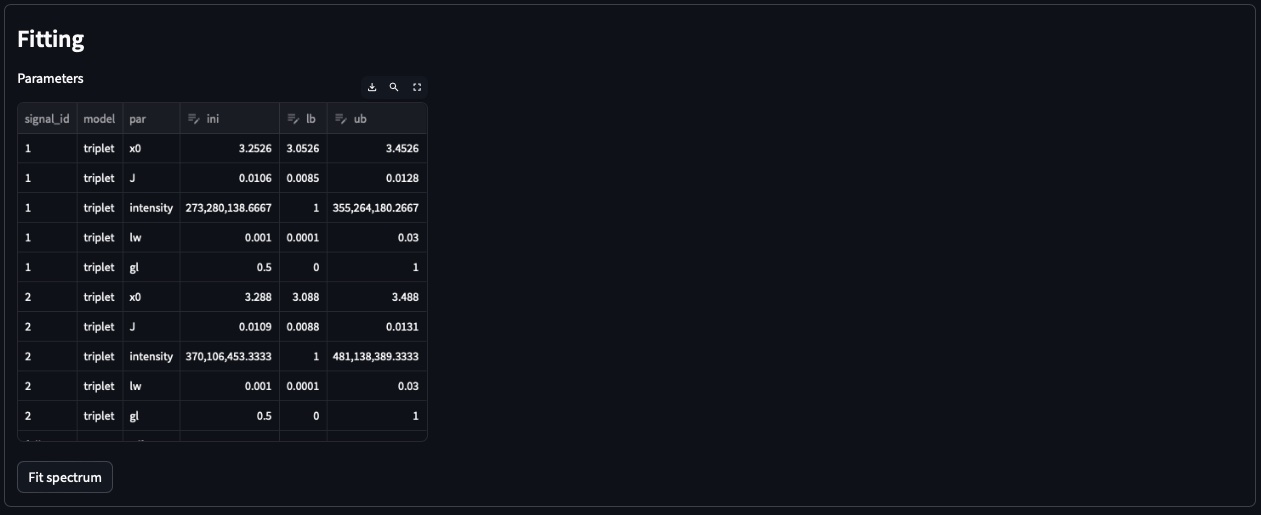 Fitting
Parameters
signal_id model par ini lb ub
1 triplet x0 3.2526 3.0526 3.4526
1 triplet J 0.0106 0.0085 0.0128
1 triplet intensity 273,280,138.6667 1 355,264,180.2667
1 triplet lw 0.001 0.0001 0.03
1 triplet gl 0.5 0 1
2 triplet x0 3.288 3.088 3.488
2 triplet J 0.0109 0.0088 0.0131
2 triplet intensity 370,106,453.3333 1 481,138,389.3333
2 triplet lw 0.001 0.0001 0.03
2 triplet gl 0.5 0 1
Fit spectrum